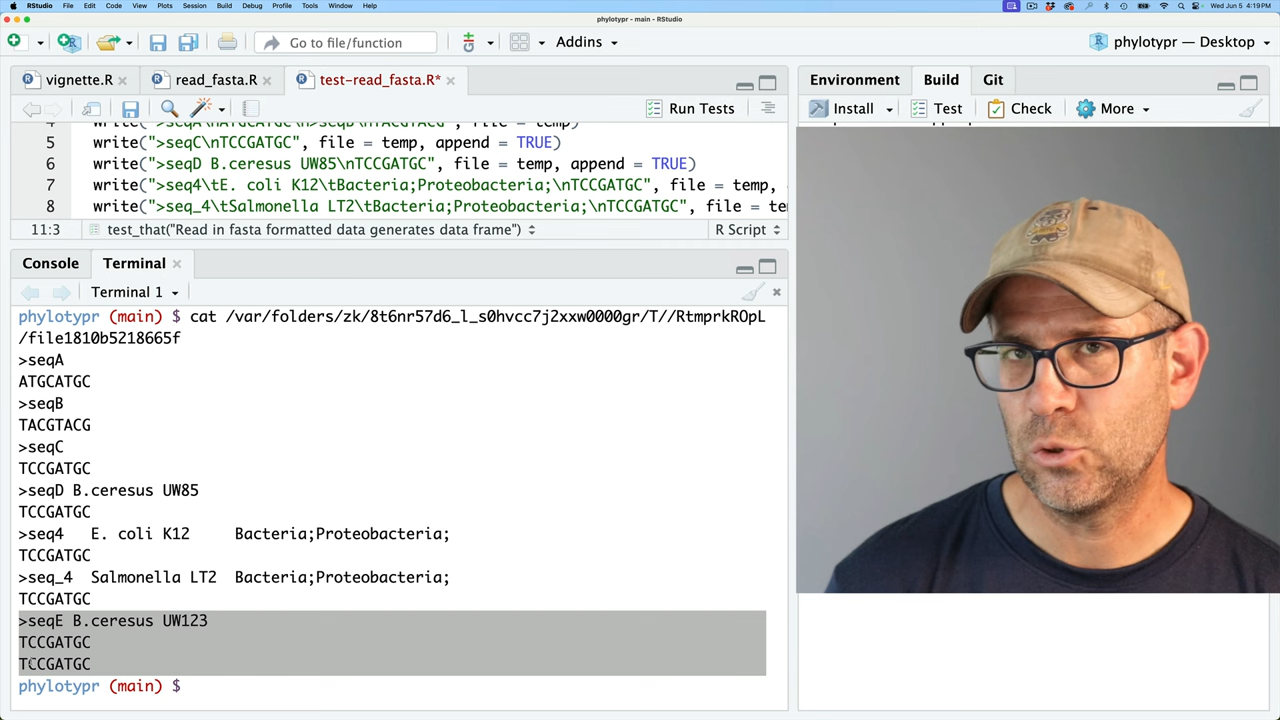 RStudio File Edit Code View Plots Session Build Debug Profile Tools Window Help Wed Jun 5 4:19 PM
phylotypr - main - RStudio
Go to file/function Addins phylotypr — Desktop
vignette.R read_fasta.R test-read_fasta.R* Environment Build Git
Run Tests Install Test Check More
5 write(">seqC\nTCCGATGC", file = temp, append = TRUE)
6 write(">seqD B.ceresus UW85\nTCCGATGC", file = temp, append = TRUE)
7 write(">seq4\tE. coli K12\tBacteria;Proteobacteria;\nTCCGATGC", file = temp,
8 write(">seq_4\tSalmonella LT2\tBacteria;Proteobacteria;\nTCCGATGC", file = te
11:3 test_that("Read in fasta formatted data generates data frame") R Script
Console Terminal
Terminal 1
phylotypr (main) $ cat /var/folders/zk/8t6nr57d6_l_s0hvcc7j2xxw0000gr/T//RtmprkROpL
/file1810b5218665f
>seqA
ATGCATGC
>seqB
TACGTACG
>seqC
TCCGATGC
>seqD B.ceresus UW85
TCCGATGC
>seq4 E. coli K12 Bacteria;Proteobacteria;
TCCGATGC
>seq_4 Salmonella LT2 Bacteria;Proteobacteria;
TCCGATGC
>seqE B.ceresus UW123
TCCGATGC
TCCGATGC
phylotypr (main) $